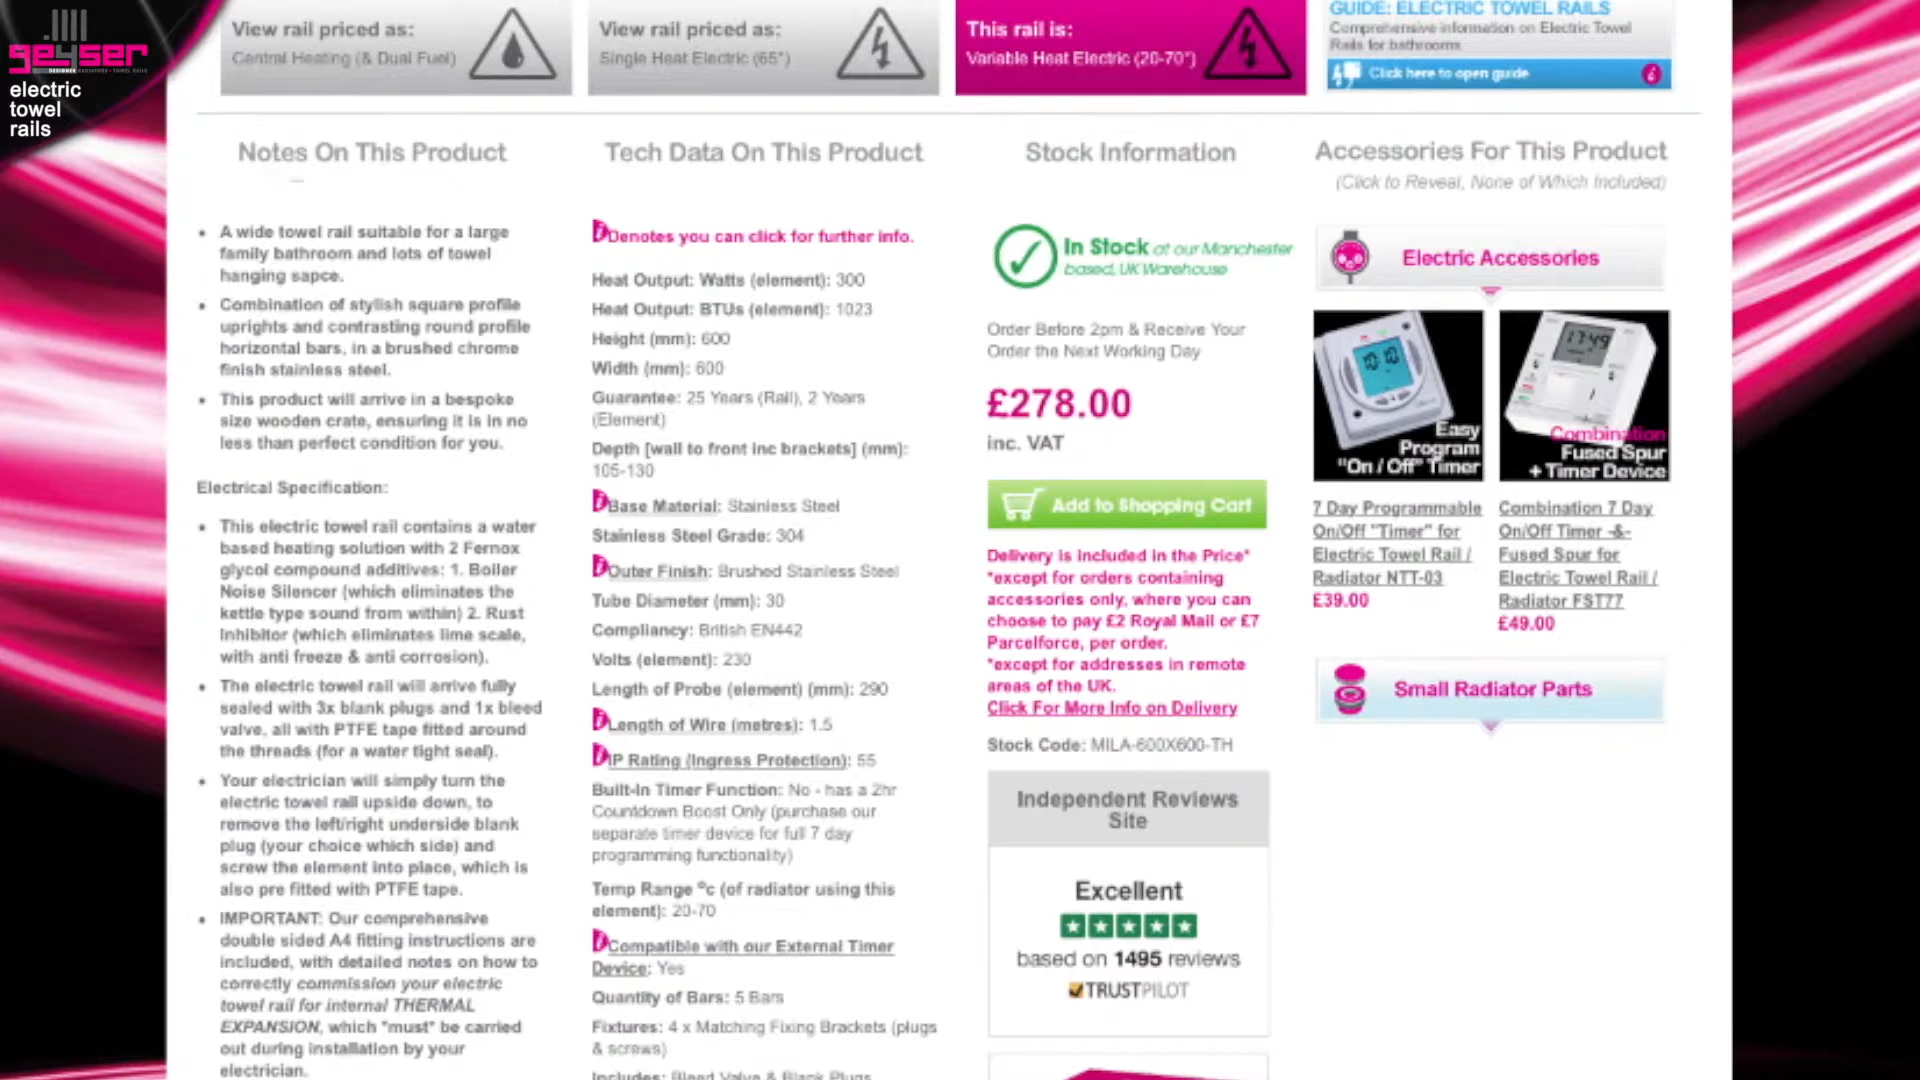 geyser
DESIGNER RADIATORS + TOWEL RAILS
electric
towel
rails
View rail priced as:
Central Heating (& Dual Fuel)
View rail priced as:
Single Heat Electric (65°)
This rail is:
Variable Heat Electric (20-70°)
GUIDE: ELECTRIC TOWEL RAILS
Comprehensive information on Electric Towel
Rails for bathrooms
Click here to open guide
Notes On This Product
• A wide towel rail suitable for a large
family bathroom and lots of towel
hanging sapce.
• Combination of stylish square profile
uprights and contrasting round profile
horizontal bars, in a brushed chrome
finish stainless steel.
• This product will arrive in a bespoke
size wooden crate, ensuring it is in no
less than perfect condition for you.
Electrical Specification:
• This electric towel rail contains a water
based heating solution with 2 Fernox
glycol compound additives: 1. Boiler
Noise Silencer (which eliminates the
kettle type sound from within) 2. Rust
Inhibitor (which eliminates lime scale,
with anti freeze & anti corrosion).
• The electric towel rail will arrive fully
sealed with 3x blank plugs and 1x bleed
valve, all with PTFE tape fitted around
the threads (for a water tight seal).
• Your electrician will simply turn the
electric towel rail upside down, to
remove the left/right underside blank
plug (your choice which side) and
screw the element into place, which is
also pre fitted with PTFE tape.
• IMPORTANT: Our comprehensive
double sided A4 fitting instructions are
included, with detailed notes on how to
correctly commission your electric
towel rail for internal THERMAL
EXPANSION, which "must" be carried
out during installation by your
electrician.
Tech Data On This Product
i Denotes you can click for further info.
Heat Output: Watts (element): 300
Heat Output: BTUs (element): 1023
Height (mm): 600
Width (mm): 600
Guarantee: 25 Years (Rail), 2 Years
(Element)
Depth [wall to front inc brackets] (mm):
105-130
i Base Material: Stainless Steel
Stainless Steel Grade: 304
i Outer Finish: Brushed Stainless Steel
Tube Diameter (mm): 30
Compliancy: British EN442
Volts (element): 230
Length of Probe (element) (mm): 290
i Length of Wire (metres): 1.5
i IP Rating (Ingress Protection): 55
Built-In Timer Function: No - has a 2hr
Countdown Boost Only (purchase our
separate timer device for full 7 day
programming functionality)
Temp Range °c (of radiator using this
element): 20-70
i Compatible with our External Timer
Device: Yes
Quantity of Bars: 5 Bars
Fixtures: 4 x Matching Fixing Brackets (plugs
& screws)
Includes: Bleed Valve & Blank Plugs
Stock Information
In Stock at our Manchester
based, UK Warehouse
Order Before 2pm & Receive Your
Order the Next Working Day
£278.00
inc. VAT
Add to Shopping Cart
Delivery is included in the Price*
*except for orders containing
accessories only, where you can
choose to pay £2 Royal Mail or £7
Parcelforce, per order.
*except for addresses in remote
areas of the UK.
Click For More Info on Delivery
Stock Code: MILA-600X600-TH
Independent Reviews
Site
Excellent
based on 1495 reviews
TRUSTPILOT
Accessories For This Product
(Click to Reveal, None of Which Included)
Electric Accessories
10:10
Easy
Program
"On / Off" Timer
17:49
Combination
Fused Spur
+ Timer Device
7 Day Programmable
On/Off "Timer" for
Electric Towel Rail /
Radiator NTT-03
£39.00
Combination 7 Day
On/Off Timer -&-
Fused Spur for
Electric Towel Rail /
Radiator FST77
£49.00
Small Radiator Parts